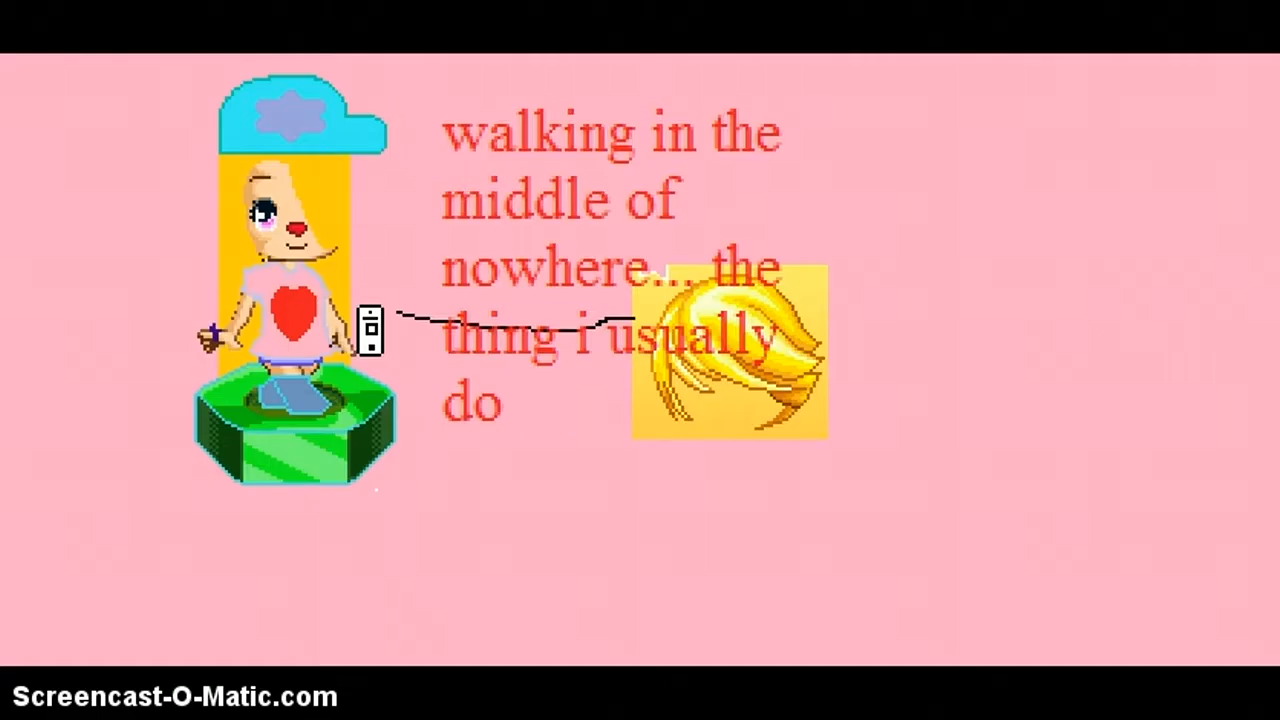 walking in the
middle of
nowhere... the
thing i usually
do
Screencast-O-Matic.com